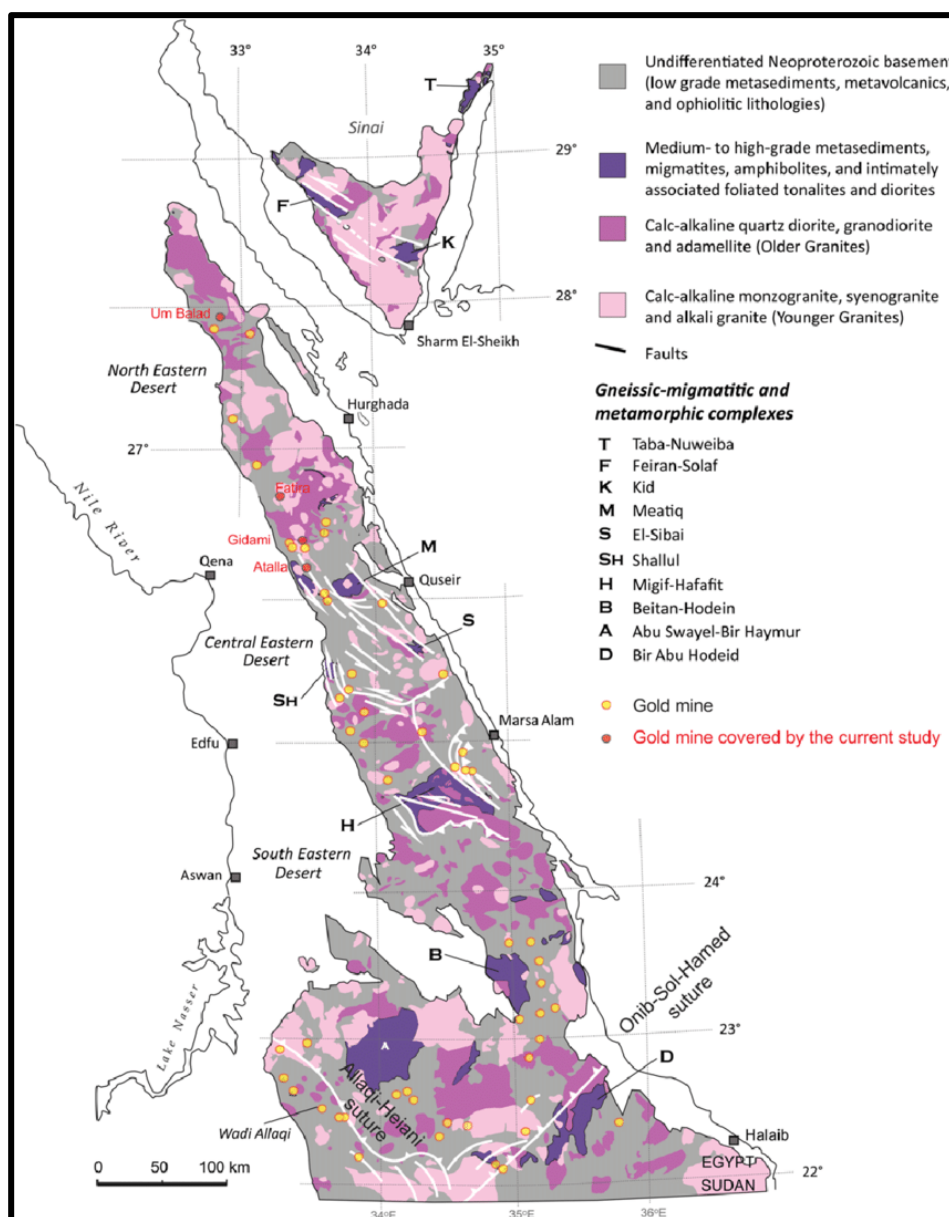 33°
34°
35°
T
Sinai
29°
F
K
28°
Um Balad
Sharm El-Sheikh
North Eastern
Desert
Hurghada
27°
Nile River
Fatira
Gidami
Atalla
M
Qena
Quseir
S
Central Eastern
Desert
SH
Marsa Alam
Edfu
H
South Eastern
Desert
Aswan
24°
B
Onib-Sol-Hamed
suture
Lake Nasser
23°
A
D
Allaqi-Heiani
suture
Wadi Allaqi
Halaib
0 50 100 km
EGYPT
SUDAN
22°
34°E
35°E
36°E
Undifferentiated Neoproterozoic basement
(low grade metasediments, metavolcanics,
and ophiolitic lithologies)
Medium- to high-grade metasediments,
migmatites, amphibolites, and intimately
associated foliated tonalites and diorites
Calc-alkaline quartz diorite, granodiorite
and adamellite (Older Granites)
Calc-alkaline monzogranite, syenogranite
and alkali granite (Younger Granites)
Faults
Gneissic-migmatitic and
metamorphic complexes
T Taba-Nuweiba
F Feiran-Solaf
K Kid
M Meatiq
S El-Sibai
SH Shallul
H Migif-Hafafit
B Beitan-Hodein
A Abu Swayel-Bir Haymur
D Bir Abu Hodeid
Gold mine
Gold mine covered by the current study